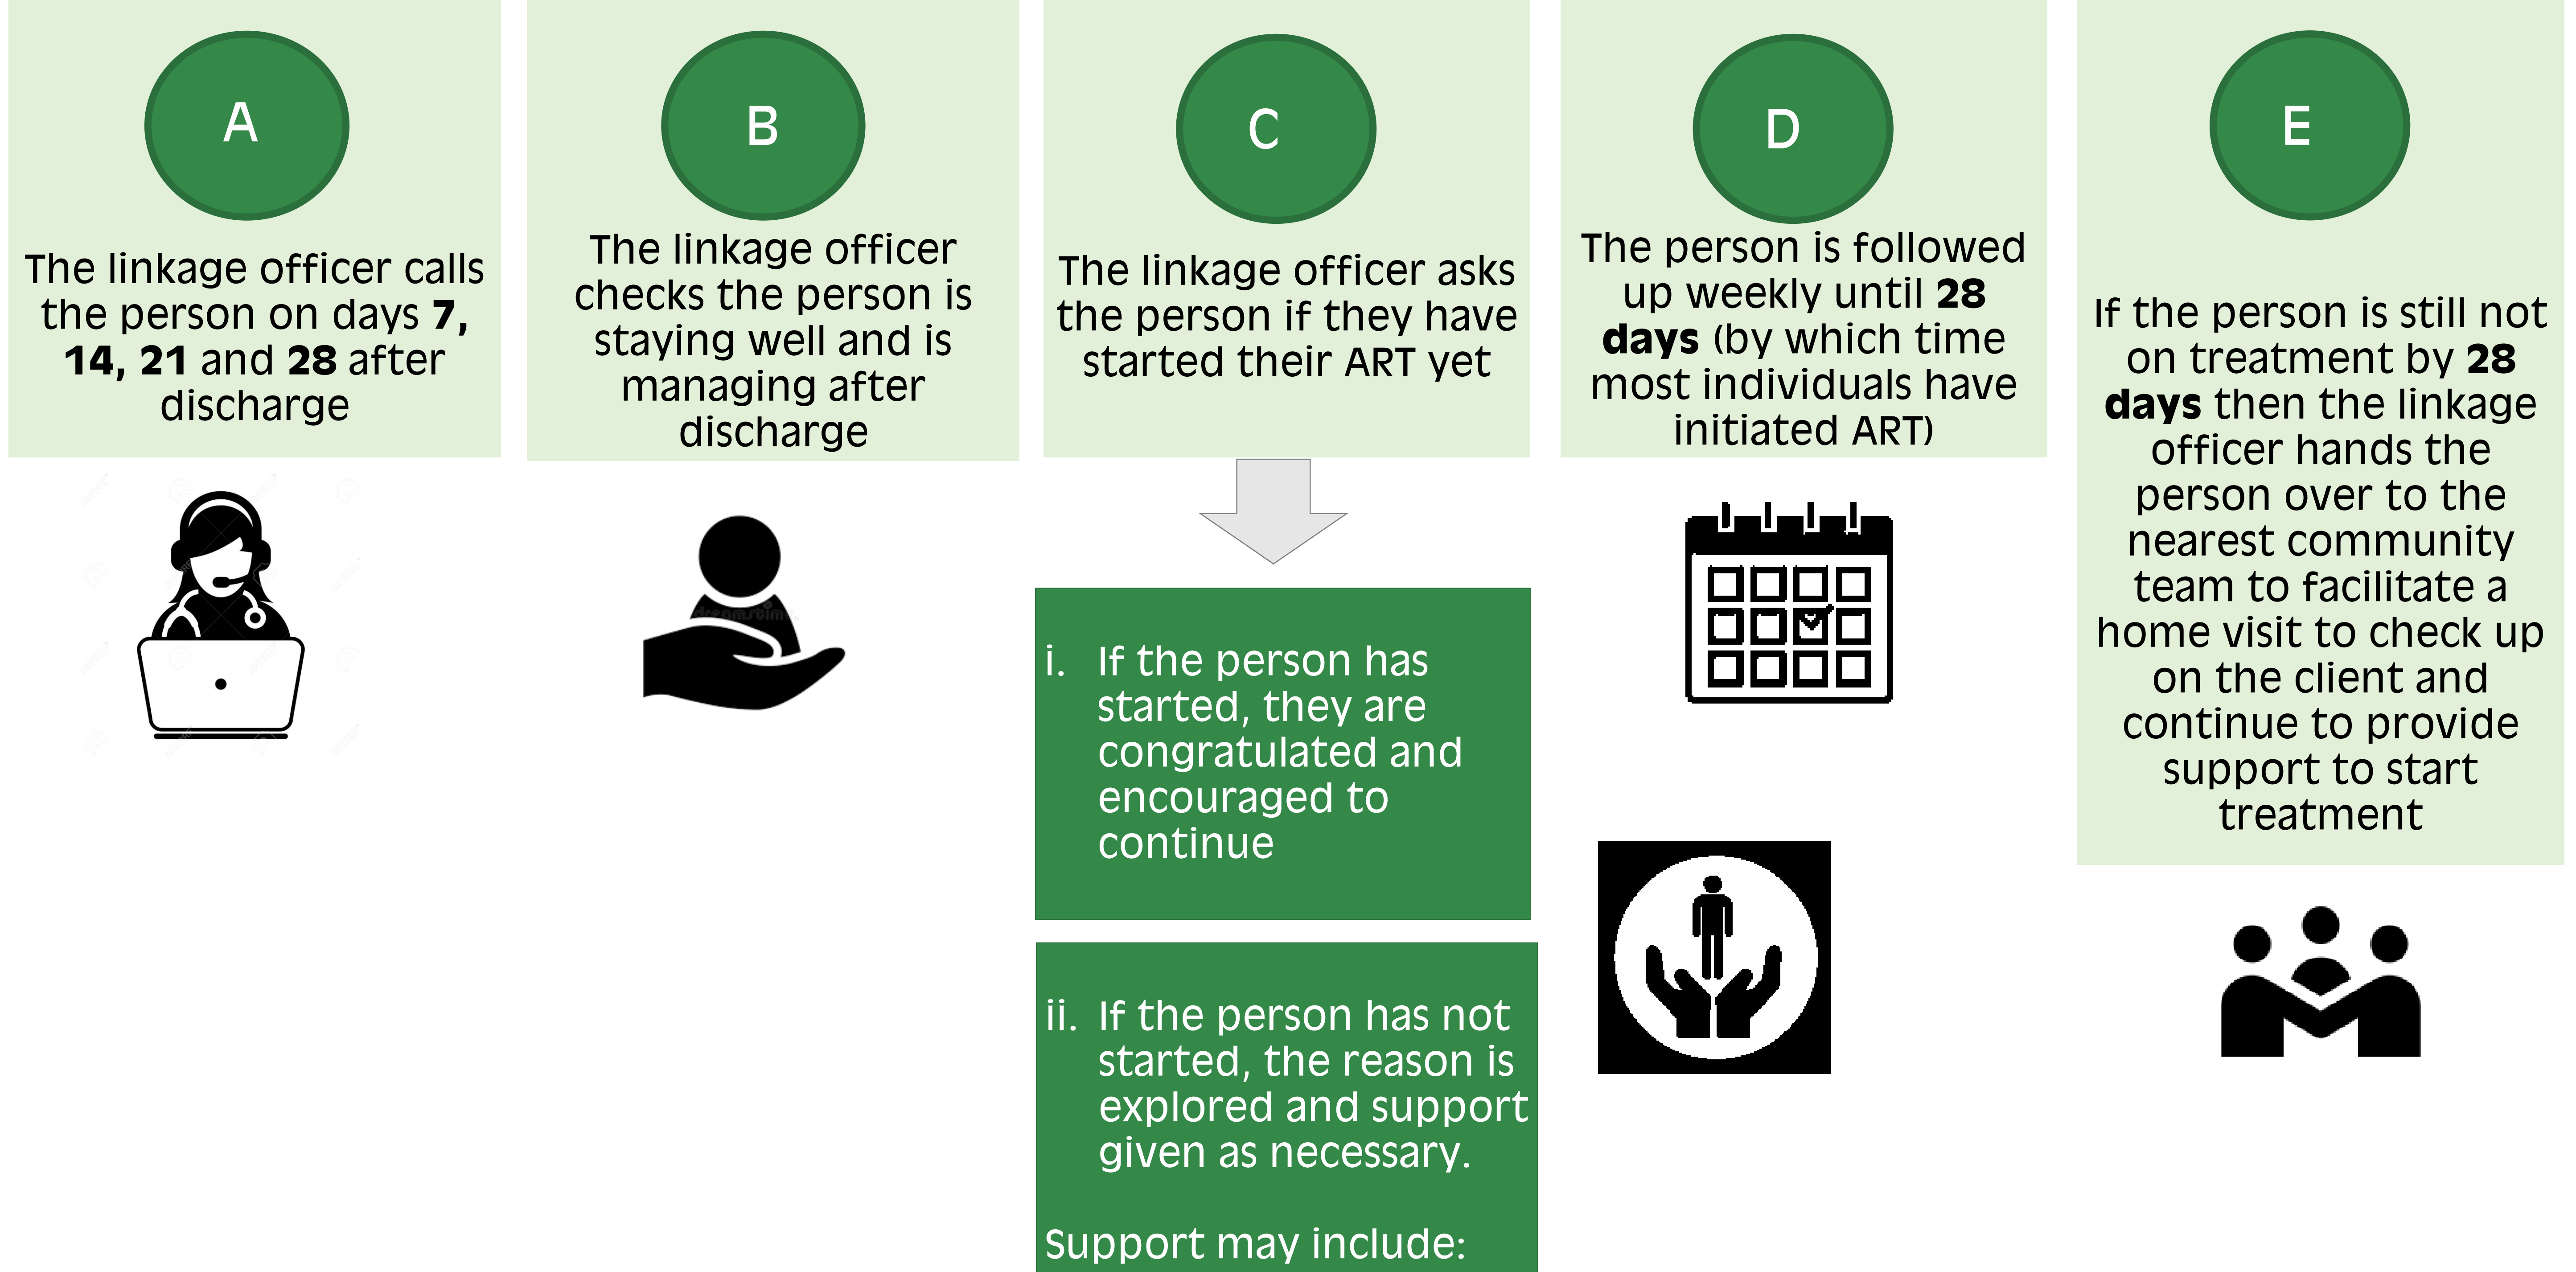 A
The linkage officer calls
the person on days 7,
14, 21 and 28 after
discharge
B
The linkage officer
checks the person is
staying well and is
managing after
discharge
C
The linkage officer asks
the person if they have
started their ART yet
i. If the person has
started, they are
congratulated and
encouraged to
continue
ii. If the person has not
started, the reason is
explored and support
given as necessary.
Support may include:
D
The person is followed
up weekly until 28
days (by which time
most individuals have
initiated ART)
E
If the person is still not
on treatment by 28
days then the linkage
officer hands the
person over to the
nearest community
team to facilitate a
home visit to check up
on the client and
continue to provide
support to start
treatment